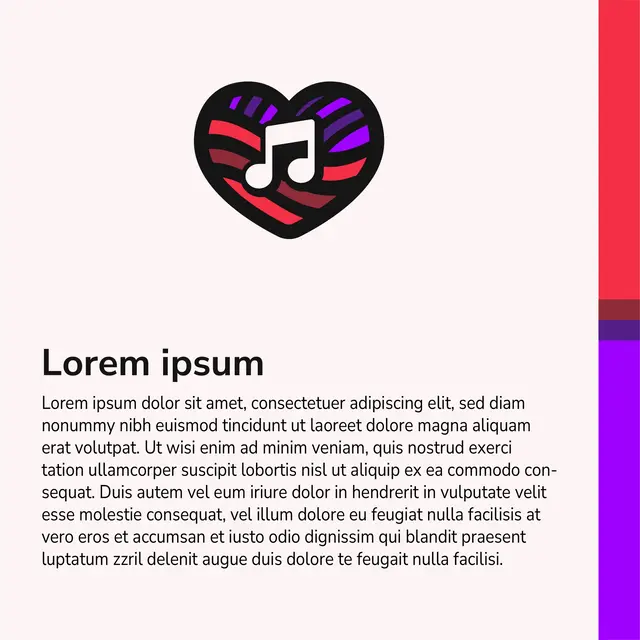 Lorem ipsum
Lorem ipsum dolor sit amet, consectetuer adipiscing elit, sed diam
nonummy nibh euismod tincidunt ut laoreet dolore magna aliquam
erat volutpat. Ut wisi enim ad minim veniam, quis nostrud exerci
tation ullamcorper suscipit lobortis nisl ut aliquip ex ea commodo con-
sequat. Duis autem vel eum iriure dolor in hendrerit in vulputate velit
esse molestie consequat, vel illum dolore eu feugiat nulla facilisis at
vero eros et accumsan et iusto odio dignissim qui blandit praesent
luptatum zzril delenit augue duis dolore te feugait nulla facilisi.